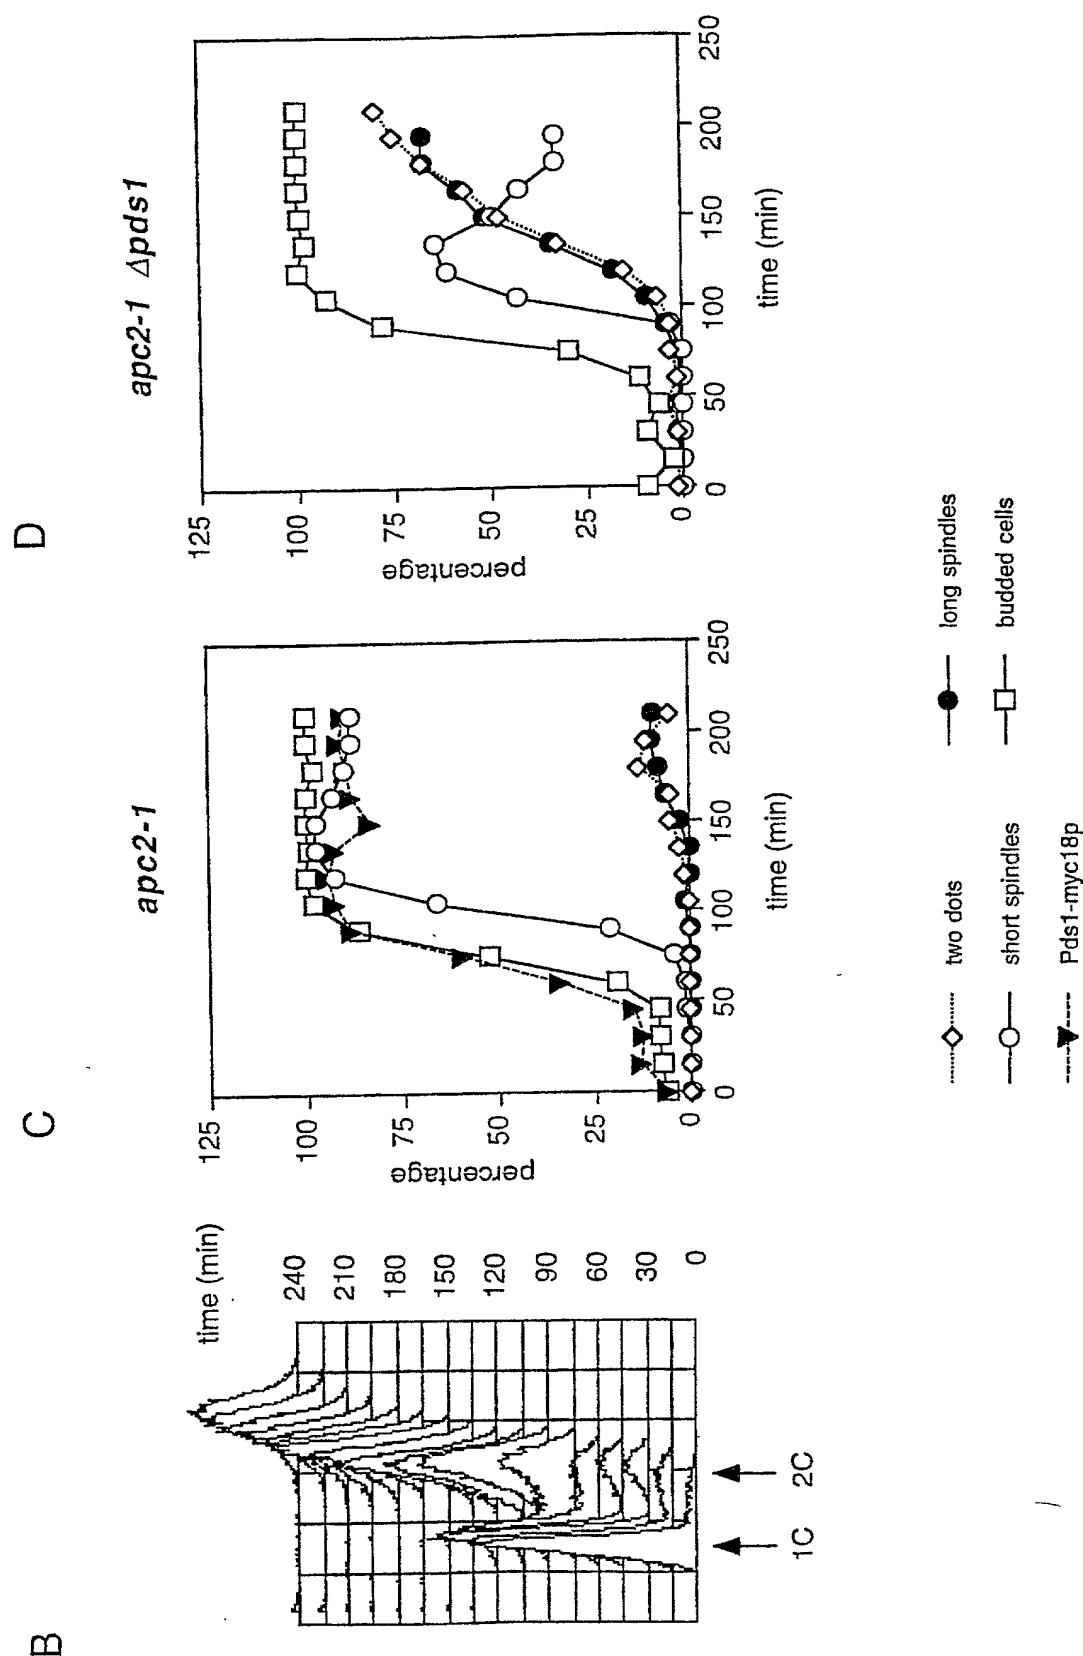 B
time (min)
240
210
180
150
120
90
60
30
0
1C
2C
C
apc2-1
125
100
75
50
25
0
percentage
0
50
100
150
200
250
time (min)
D
apc2-1 Δpds1
125
100
75
50
25
0
percentage
0
50
100
150
200
250
time (min)
two dots
long spindles
short spindles
budded cells
Pds1-myc18p